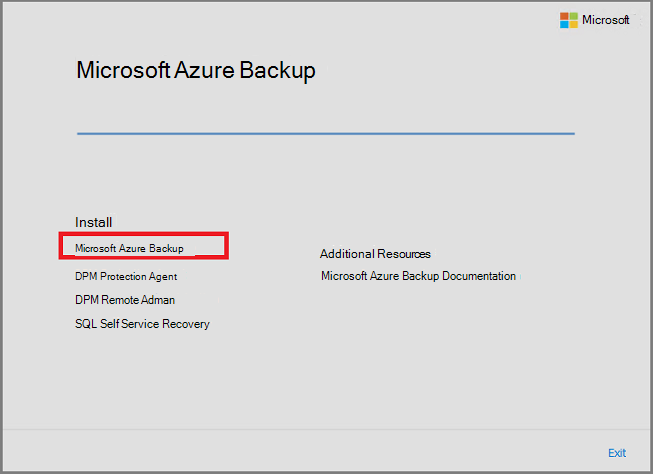 Microsoft
Microsoft Azure Backup
Install
Microsoft Azure Backup
DPM Protection Agent
DPM Remote Adman
SQL Self Service Recovery
Additional Resources
Microsoft Azure Backup Documentation
Exit